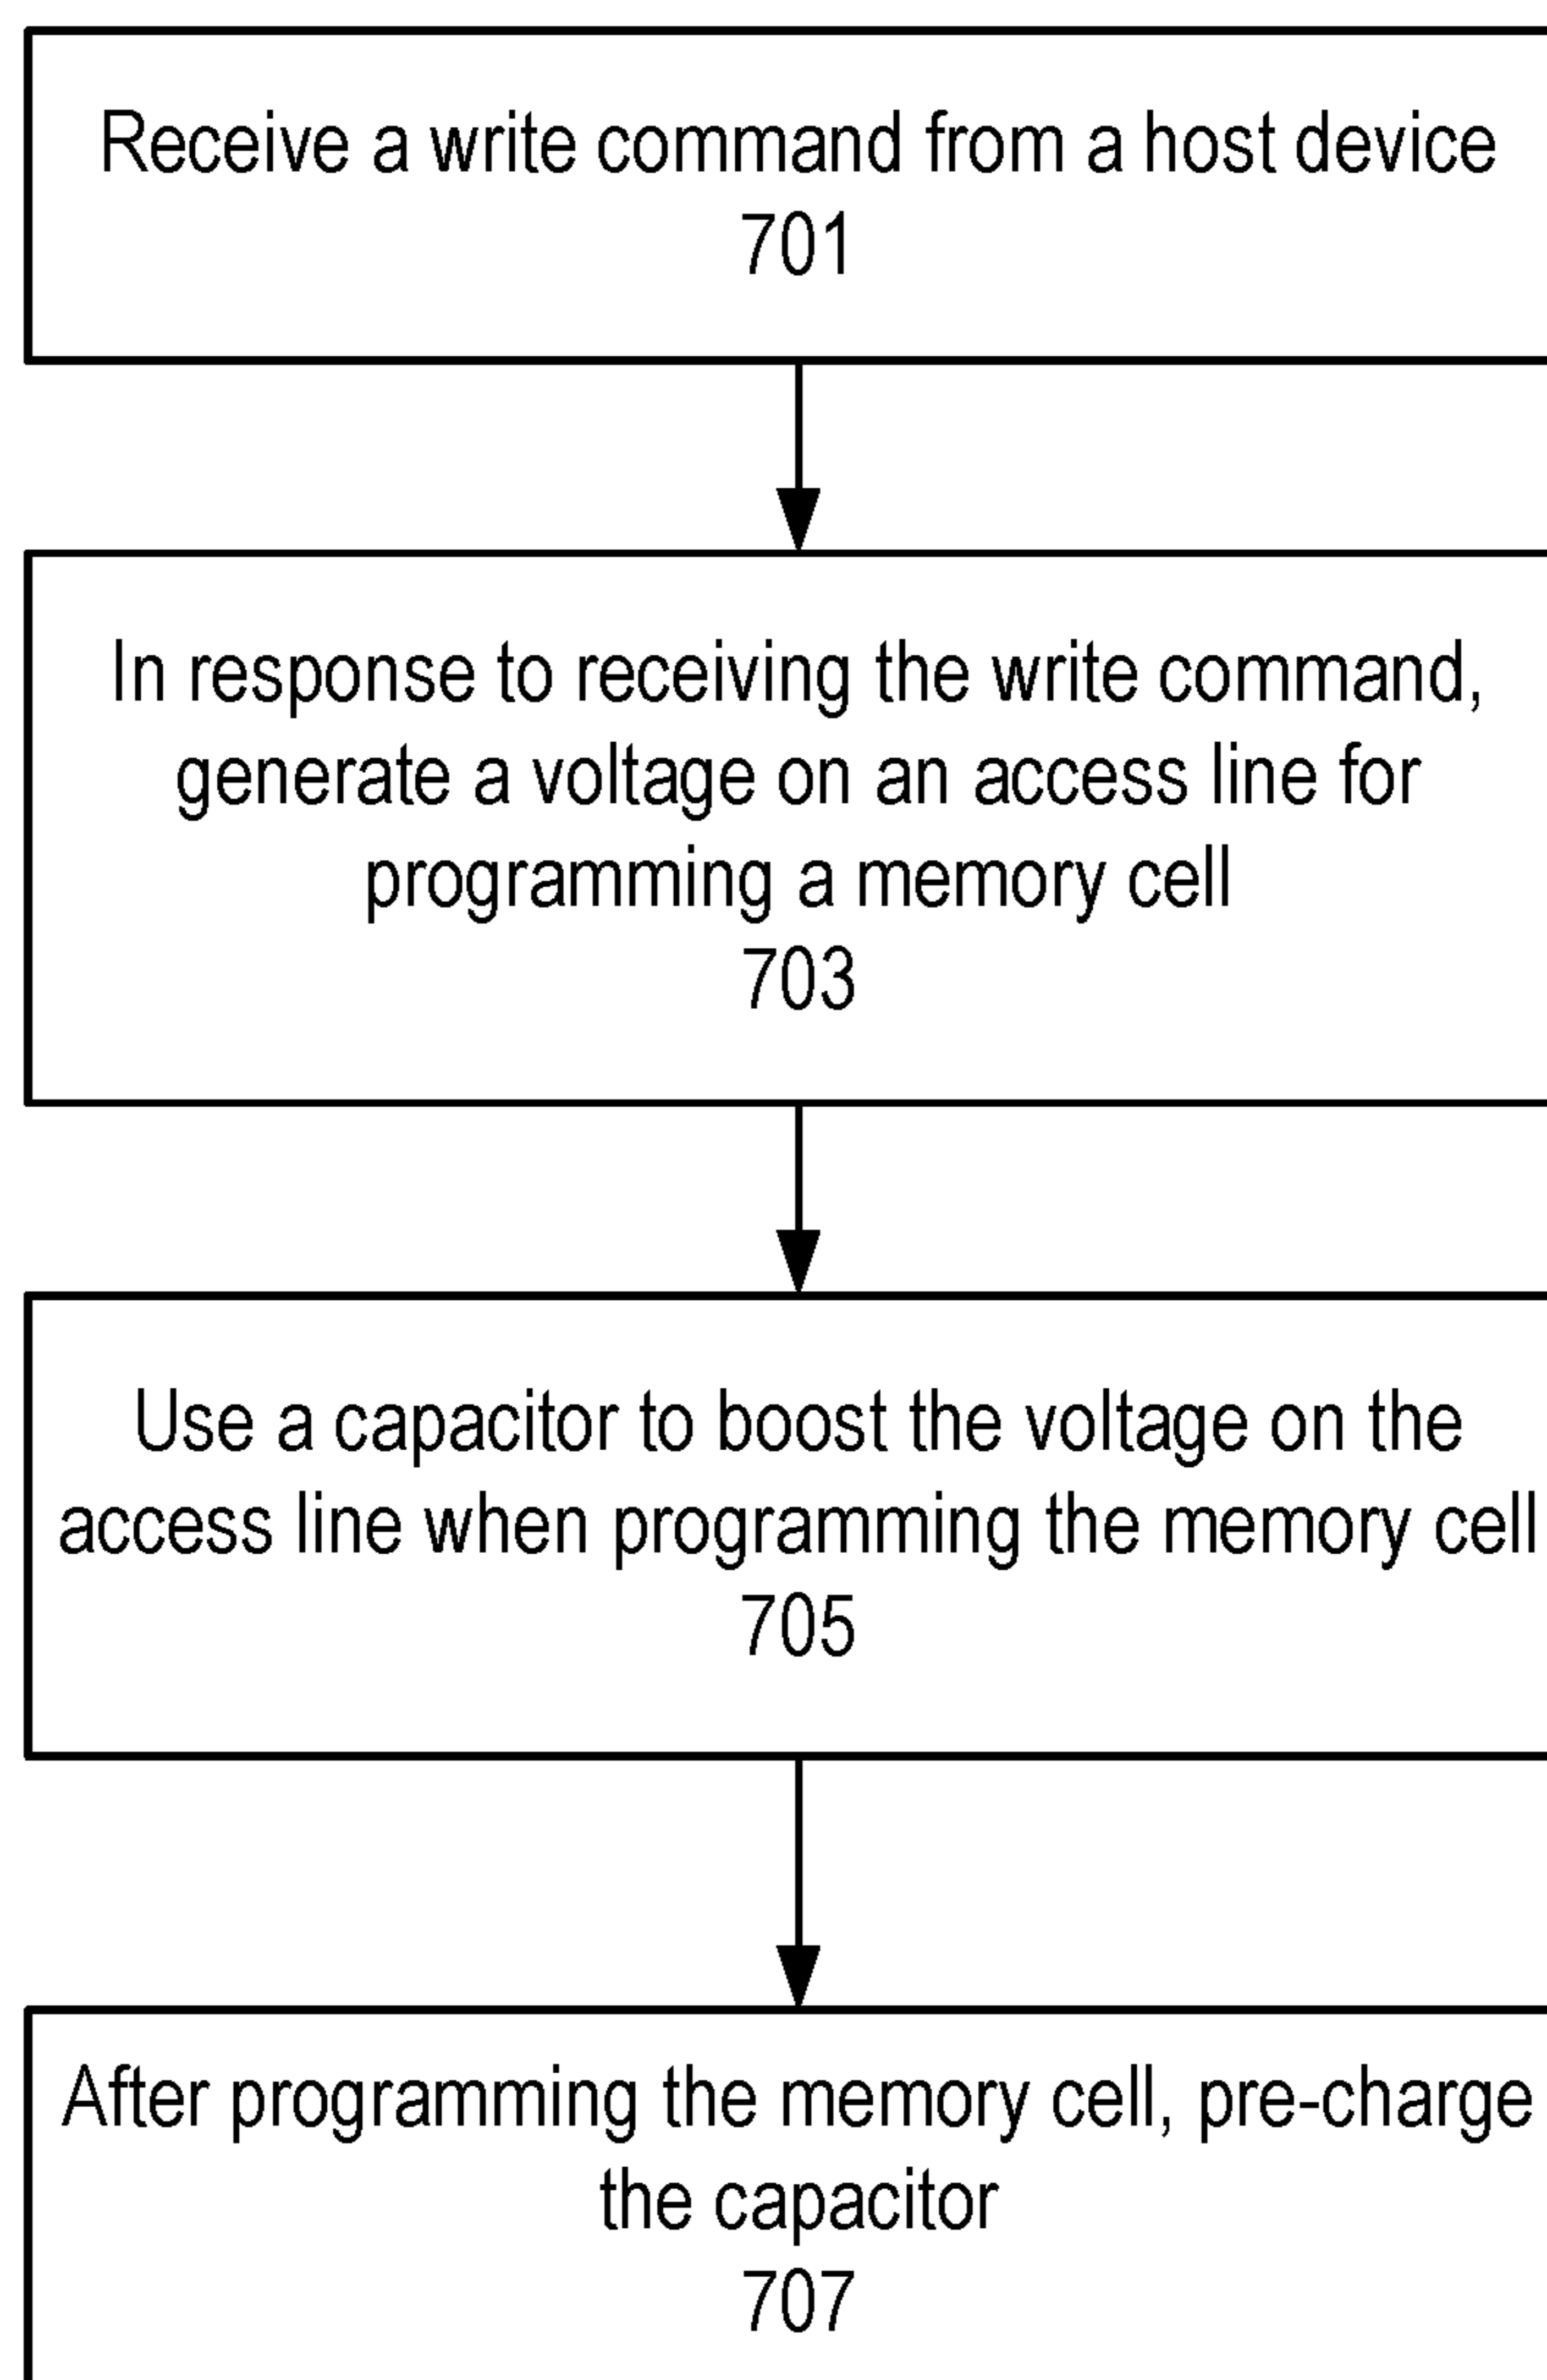 Receive a write command from a host device
701
In response to receiving the write command,
generate a voltage on an access line for
programming a memory cell
703
Use a capacitor to boost the voltage on the
access line when programming the memory cell
705
After programming the memory cell, pre-charge
the capacitor
707